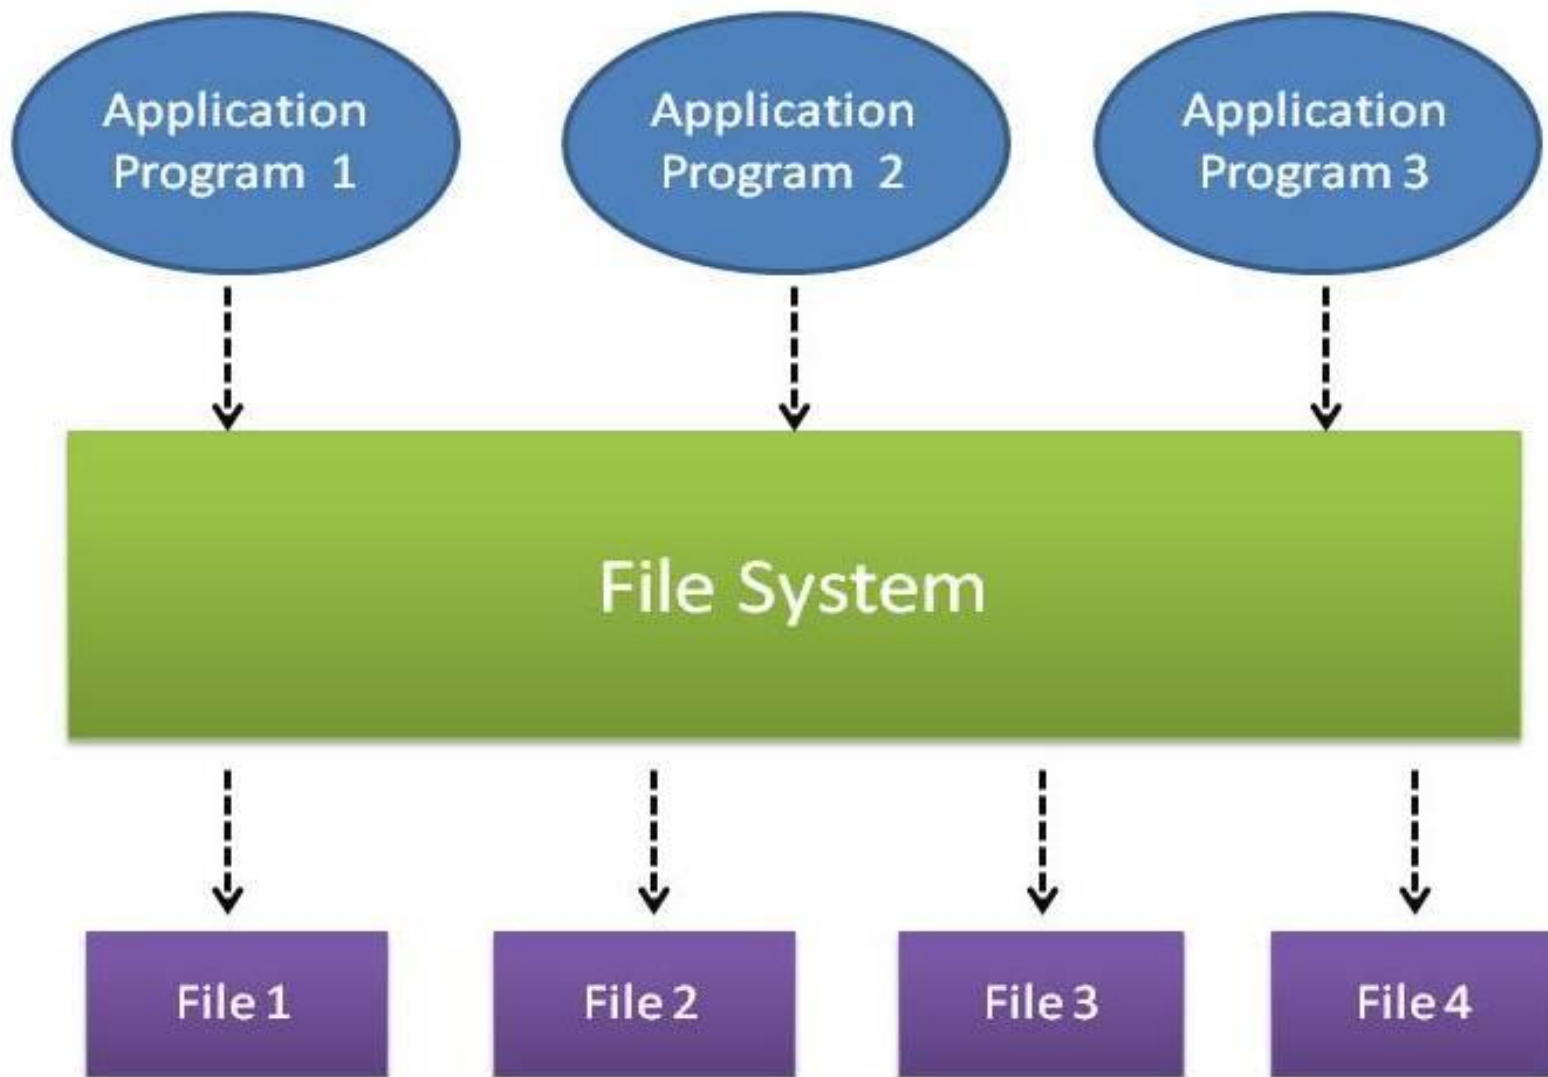 Application
Program 1
Application
Program 2
Application
Program 3
File System
File 1
File 2
File 3
File 4